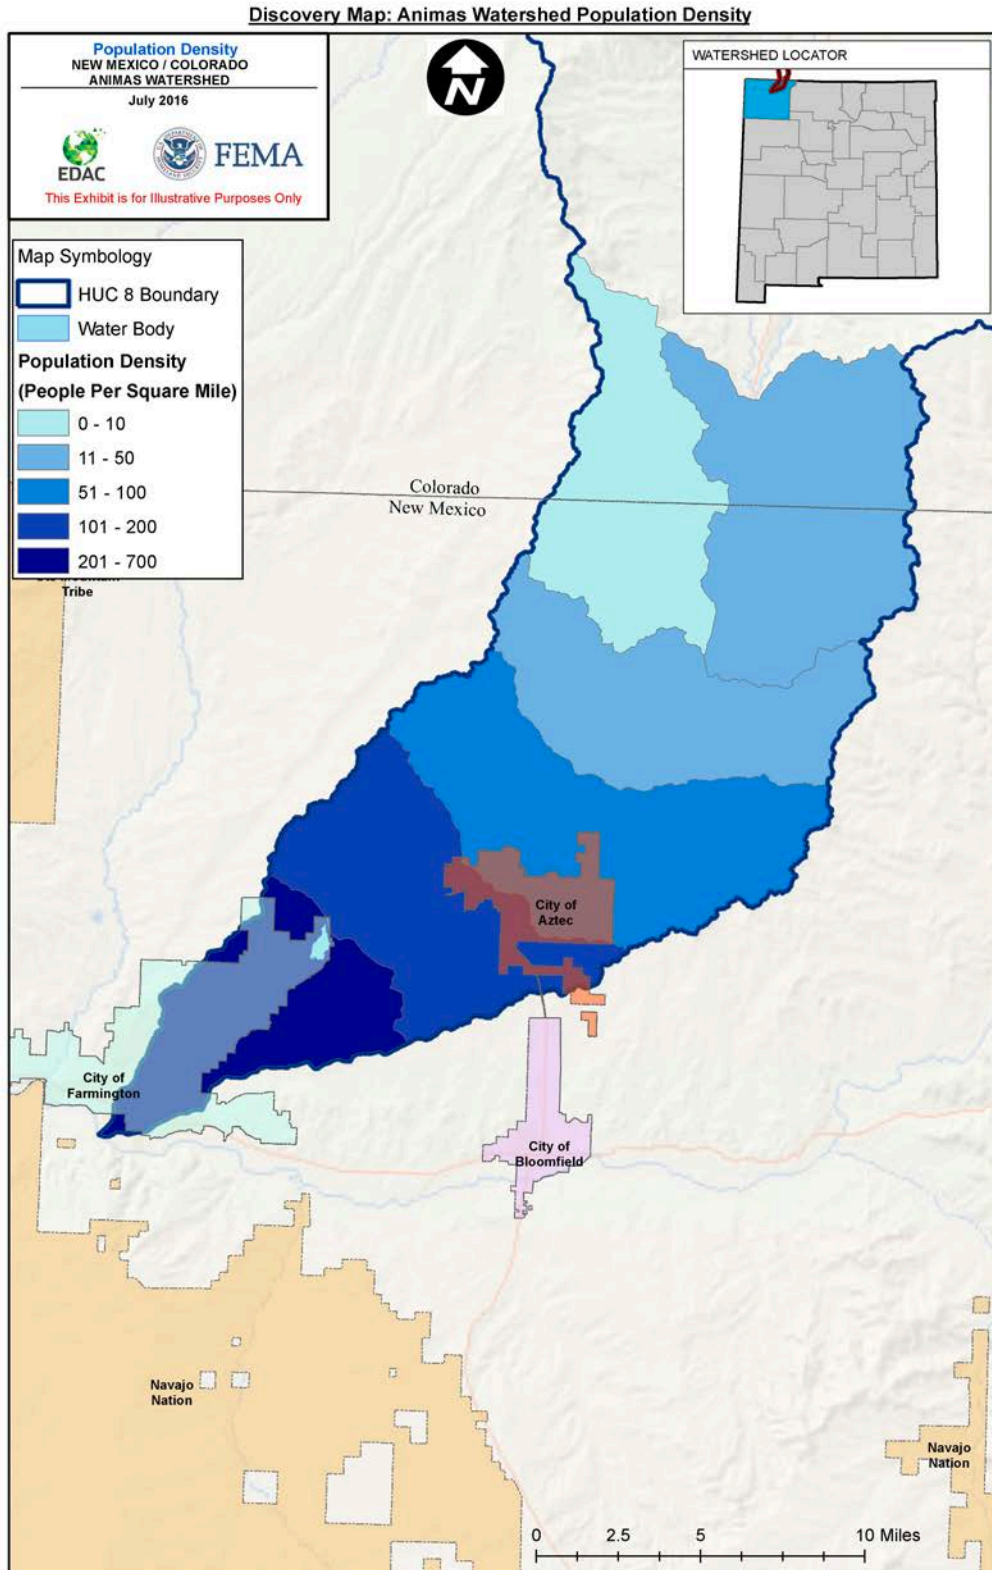 Discovery Map: Animas Watershed Population Density
Population Density
NEW MEXICO / COLORADO
ANIMAS WATERSHED
July 2016
EDAC
FEMA
This Exhibit is for Illustrative Purposes Only
N
WATERSHED LOCATOR
Map Symbology
HUC 8 Boundary
Water Body
Population Density
(People Per Square Mile)
0 - 10
11 - 50
51 - 100
101 - 200
201 - 700
Tribe
Colorado
New Mexico
City of
Aztec
City of
Farmington
City of
Bloomfield
Navajo
Nation
Navajo
Nation
0 2.5 5 10 Miles